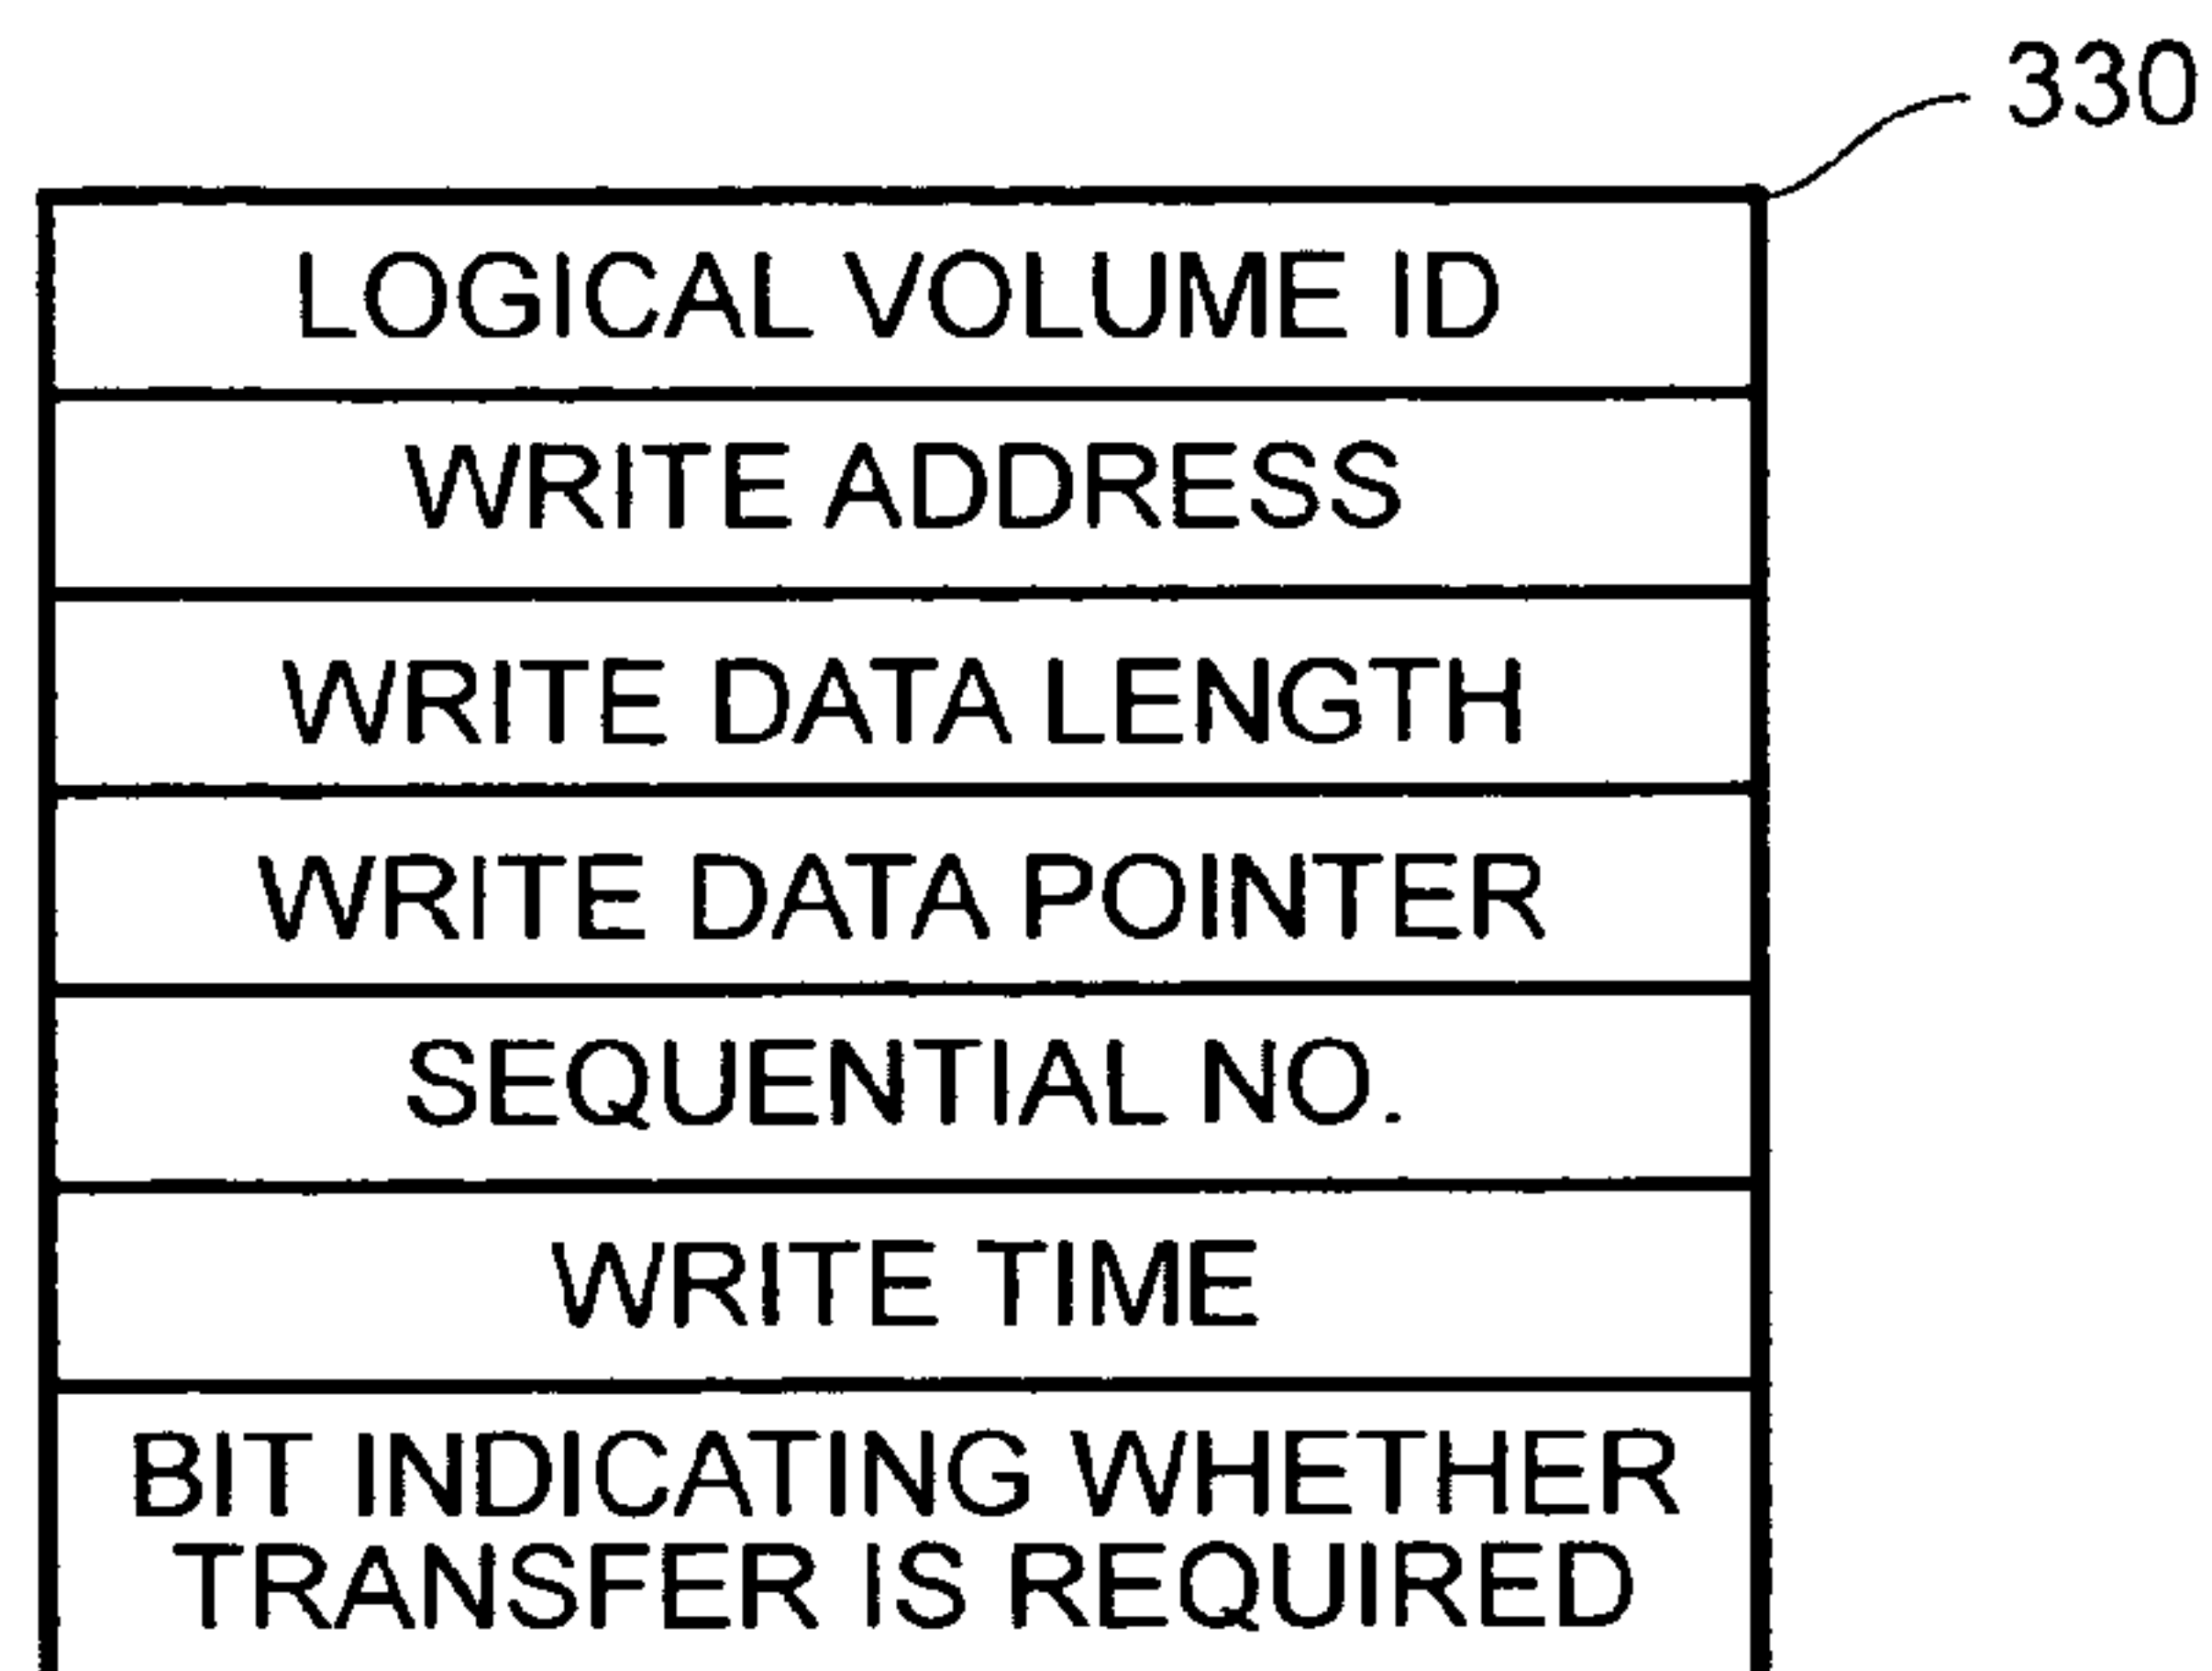 330
LOGICAL VOLUME ID
WRITE ADDRESS
WRITE DATA LENGTH
WRITE DATA POINTER
SEQUENTIAL NO.
WRITE TIME
BIT INDICATING WHETHER
TRANSFER IS REQUIRED